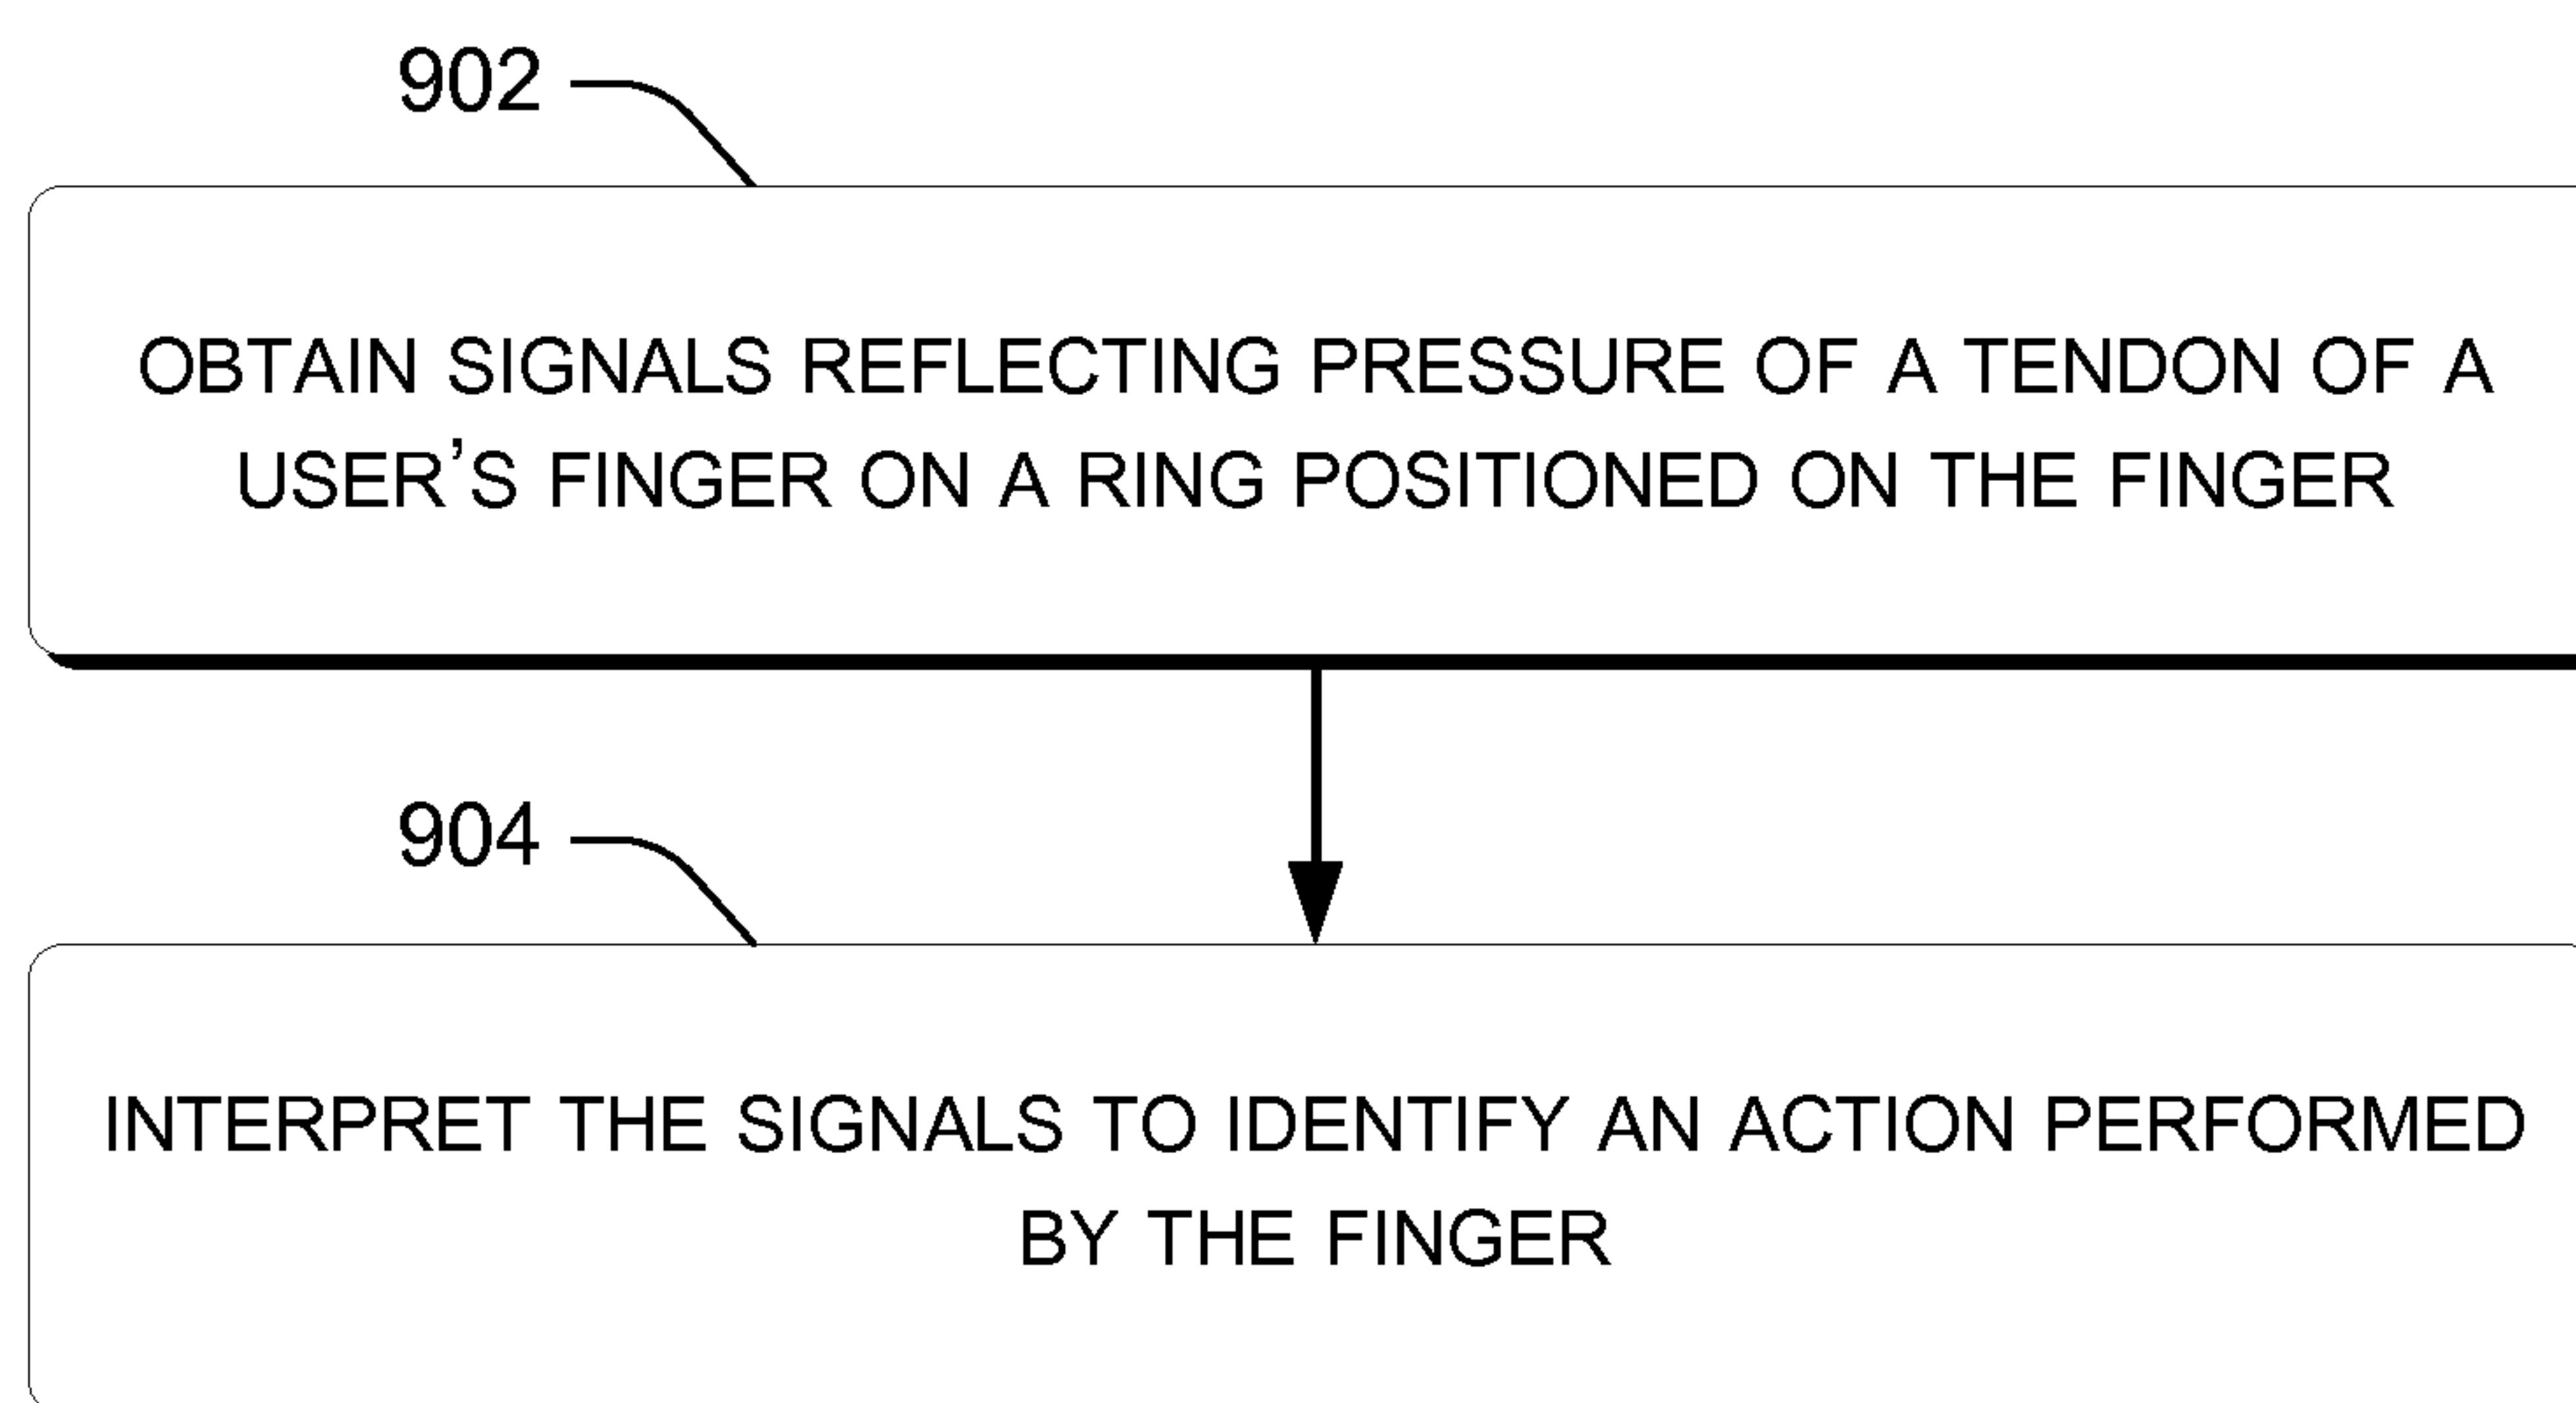 902
OBTAIN SIGNALS REFLECTING PRESSURE OF A TENDON OF A
USER'S FINGER ON A RING POSITIONED ON THE FINGER
904
INTERPRET THE SIGNALS TO IDENTIFY AN ACTION PERFORMED
BY THE FINGER